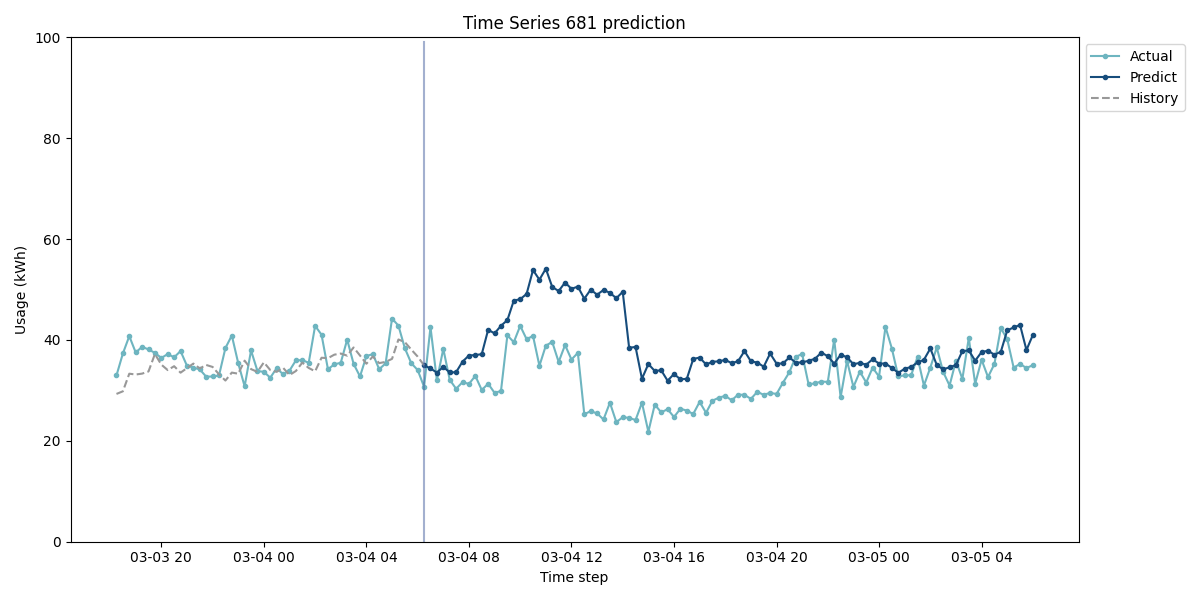 Time Series 681 prediction
100
80
60
40
20
0
Usage (kWh)
03-03 20
03-04 00
03-04 04
03-04 08
03-04 12
03-04 16
03-04 20
03-05 00
03-05 04
Time step
Actual
Predict
History